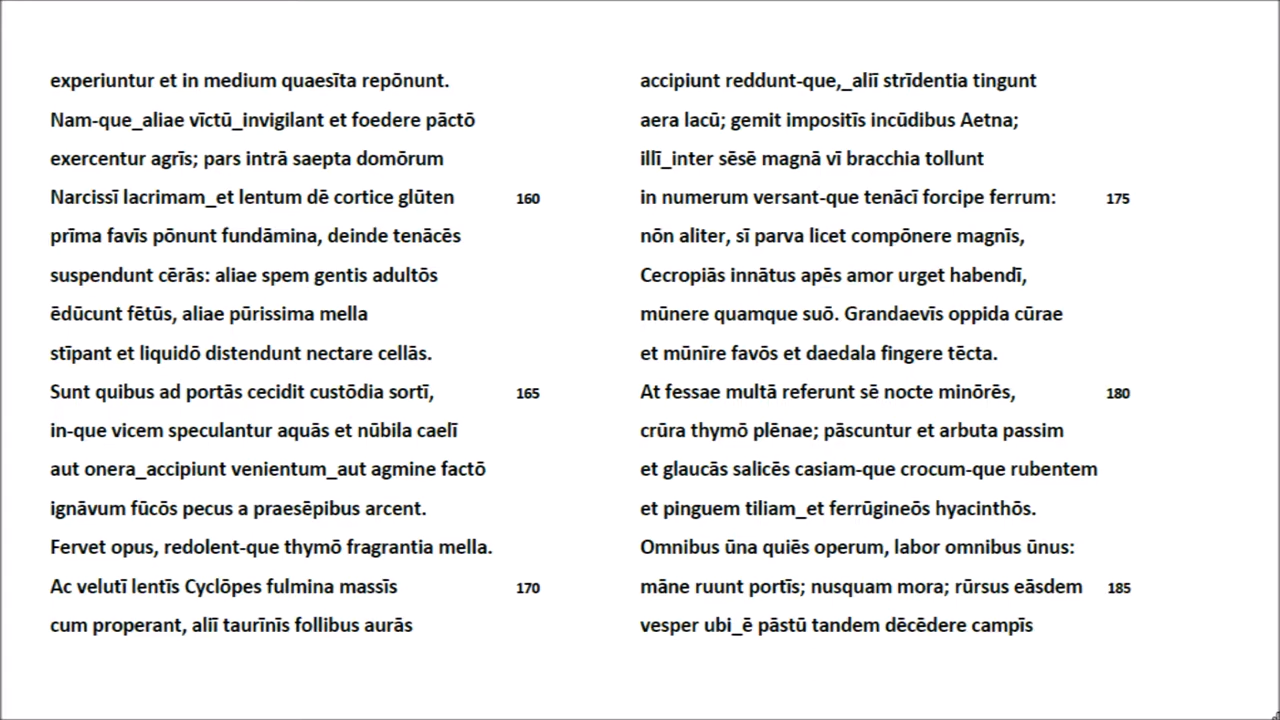 experiuntur et in medium quaesīta repōnunt.
Nam-que_aliae vīctū_invigilant et foedere pāctō
exercentur agrīs; pars intrā saepta domōrum
Narcissī lacrimam_et lentum dē cortice glūten 160
prīma favīs pōnunt fundāmina, deinde tenācēs
suspendunt cērās: aliae spem gentis adultōs
ēdūcunt fētūs, aliae pūrissima mella
stīpant et liquidō distendunt nectare cellās.
Sunt quibus ad portās cecidit custōdia sortī, 165
in-que vicem speculantur aquās et nūbila caelī
aut onera_accipiunt venientum_aut agmine factō
ignāvum fūcōs pecus a praesēpibus arcent.
Fervet opus, redolent-que thymō fragrantia mella.
Ac velutī lentīs Cyclōpes fulmina massīs 170
cum properant, aliī taurīnīs follibus aurās
accipiunt reddunt-que,_aliī strīdentia tingunt
aera lacū; gemit impositīs incūdibus Aetna;
illī_inter sēsē magnā vī bracchia tollunt
in numerum versant-que tenācī forcipe ferrum: 175
nōn aliter, sī parva licet compōnere magnīs,
Cecropiās innātus apēs amor urget habendī,
mūnere quamque suō. Grandaevīs oppida cūrae
et mūnīre favōs et daedala fingere tēcta.
At fessae multā referunt sē nocte minōrēs, 180
crūra thymō plēnae; pāscuntur et arbuta passim
et glaucās salicēs casiam-que crocum-que rubentem
et pinguem tiliam_et ferrūgineōs hyacinthōs.
Omnibus ūna quiēs operum, labor omnibus ūnus:
māne ruunt portīs; nusquam mora; rūrsus eāsdem 185
vesper ubi_ē pāstū tandem dēcēdere campīs